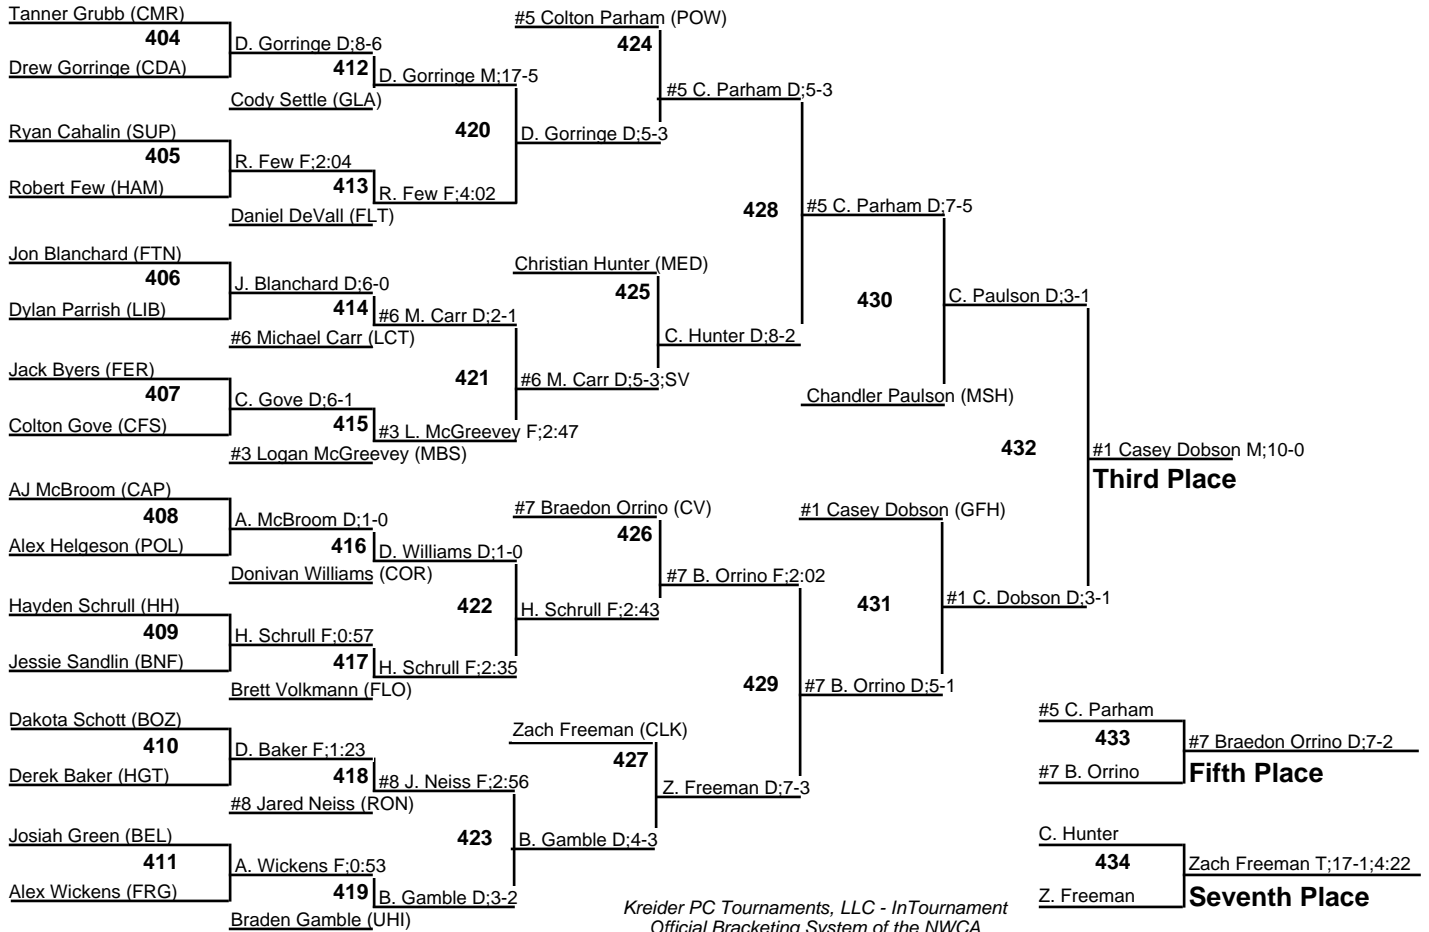 Tanner Grubb (CMR)
404
Drew Gorringe (CDA)
D. Gorringe D;8-6
412
Cody Settle (GLA)
D. Gorringe M;17-5
Ryan Cahalin (SUP)
405
Robert Few (HAM)
R. Few F;2:04
413
Daniel DeVall (FLT)
R. Few F;4:02
420
D. Gorringe D;5-3
#5 Colton Parham (POW)
424
#5 C. Parham D;5-3
Jon Blanchard (FTN)
406
Dylan Parrish (LIB)
J. Blanchard D;6-0
414
#6 Michael Carr (LCT)
#6 M. Carr D;2-1
Jack Byers (FER)
407
Colton Gove (CFS)
C. Gove D;6-1
415
#3 Logan McGreevey (MBS)
#3 L. McGreevey F;2:47
421
#6 M. Carr D;5-3;SV
Christian Hunter (MED)
425
C. Hunter D;8-2
428
#5 C. Parham D;7-5
430
Chandler Paulson (MSH)
C. Paulson D;3-1
AJ McBroom (CAP)
408
Alex Helgeson (POL)
A. McBroom D;1-0
416
Donivan Williams (COR)
D. Williams D;1-0
Hayden Schrull (HH)
409
Jessie Sandlin (BNF)
H. Schrull F;0:57
417
Brett Volkmann (FLO)
H. Schrull F;2:35
422
H. Schrull F;2:43
#7 Braedon Orrino (CV)
426
#7 B. Orrino F;2:02
Dakota Schott (BOZ)
410
Derek Baker (HGT)
D. Baker F;1:23
418
#8 Jared Neiss (RON)
#8 J. Neiss F;2:56
Josiah Green (BEL)
411
Alex Wickens (FRG)
A. Wickens F;0:53
419
Braden Gamble (UHI)
B. Gamble D;3-2
423
B. Gamble D;4-3
Zach Freeman (CLK)
427
Z. Freeman D;7-3
429
#7 B. Orrino D;5-1
#1 Casey Dobson (GFH)
431
#1 C. Dobson D;3-1
432
#1 Casey Dobson M;10-0
Third Place
#5 C. Parham
433
#7 B. Orrino
#7 Braedon Orrino D;7-2
Fifth Place
C. Hunter
434
Z. Freeman
Zach Freeman T;17-1;4:22
Seventh Place
Kreider PC Tournaments, LLC - InTournament
Official Bracketing System of the NWCA